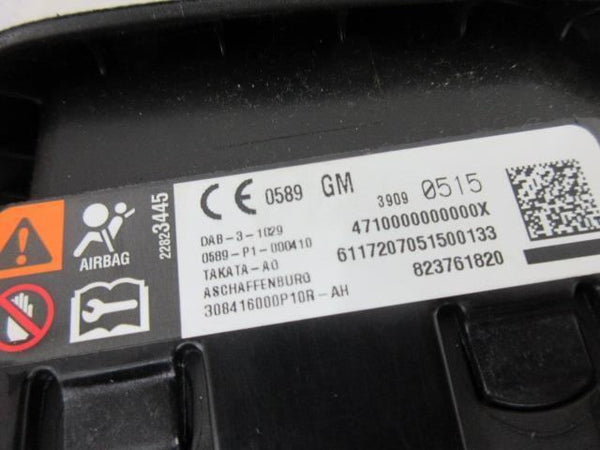 AIRBAG
22823445
CE 0589 GM 3909 0515
DAB-3-1029 4710000000000X
0589-P1-000410 6117207051500133
TAKATA-AG 823761820
ASCHAFFENBURG
308416000P10R-AH